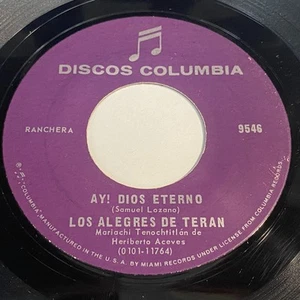 DISCOS COLUMBIA
RANCHERA
9546
AY! DIOS ETERNO
(Samuel Lozano)
LOS ALEGRES DE TERAN
Mariachi Tenochtitlán de
Heriberto Aceves
(0101-11764)
COLUMBIA, MANUFACTURED IN U.S.A. BY MIAMI RECORDS UNDER LICENSE FROM COLUMBIA RECORDS